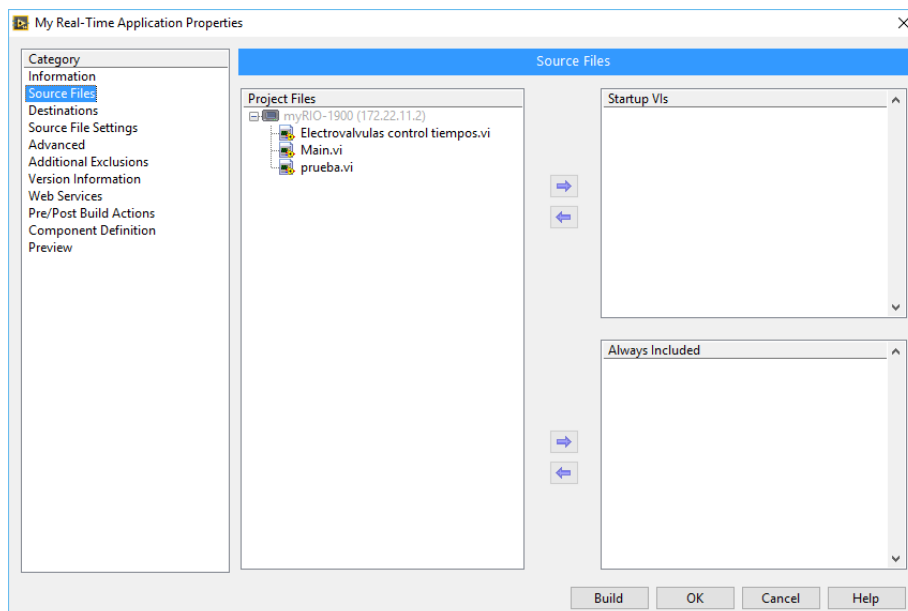 My Real-Time Application Properties
Category
Information
Source Files
Destinations
Source File Settings
Advanced
Additional Exclusions
Version Information
Web Services
Pre/Post Build Actions
Component Definition
Preview
Source Files
Project Files
myRIO-1900 (172.22.11.2)
Electrovalvulas control tiempos.vi
Main.vi
prueba.vi
Startup VIs
Always Included
Build
OK
Cancel
Help